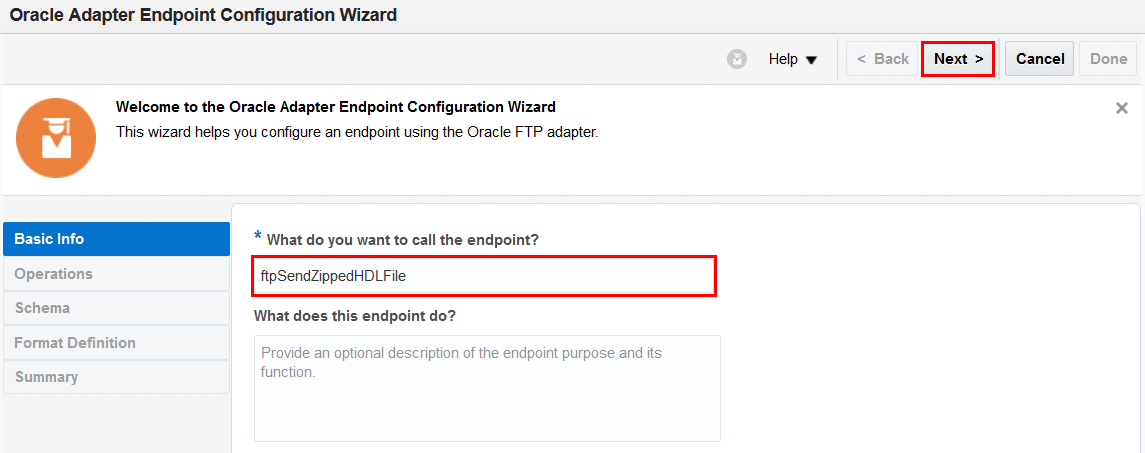 Oracle Adapter Endpoint Configuration Wizard
Help
< Back
Next >
Cancel
Done
Welcome to the Oracle Adapter Endpoint Configuration Wizard
This wizard helps you configure an endpoint using the Oracle FTP adapter.
Basic Info
Operations
Schema
Format Definition
Summary
* What do you want to call the endpoint?
ftpSendZippedHDLFile
What does this endpoint do?
Provide an optional description of the endpoint purpose and its
function.